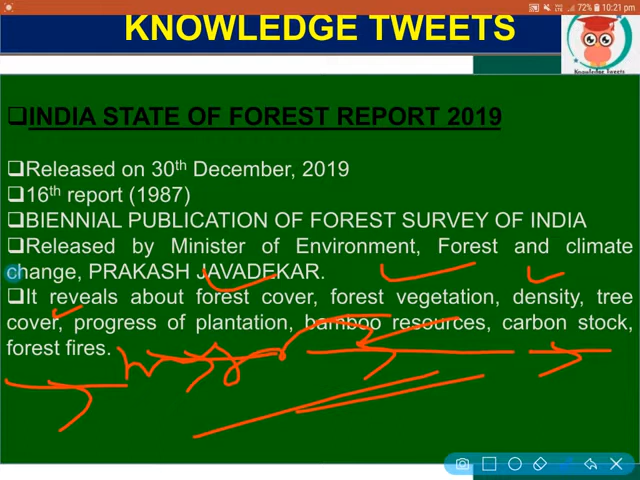 72% 10:21 pm
KNOWLEDGE TWEETS
Knowledge Tweets
❑INDIA STATE OF FOREST REPORT 2019
❑Released on 30th December, 2019
❑16th report (1987)
❑BIENNIAL PUBLICATION OF FOREST SURVEY OF INDIA
❑Released by Minister of Environment, Forest and climate
change, PRAKASH JAVADEKAR.
❑It reveals about forest cover, forest vegetation, density, tree
cover, progress of plantation, bamboo resources, carbon stock,
forest fires.